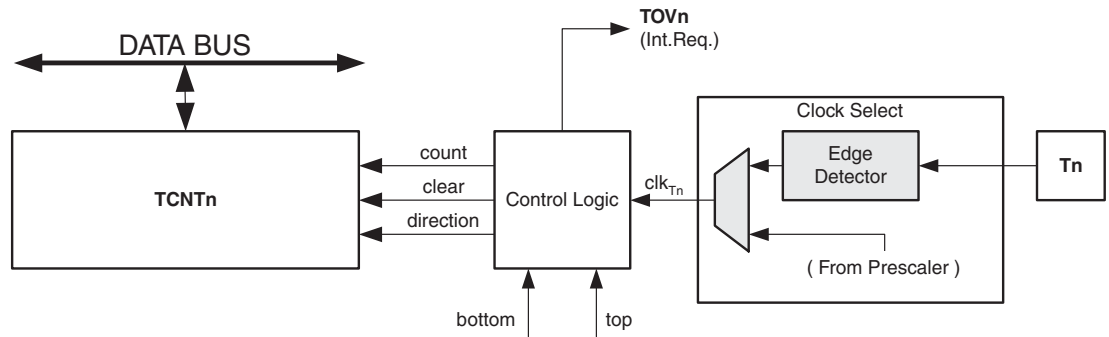 TOVn
(Int.Req.)
DATA BUS
Clock Select
count
clear
direction
TCNTn
Control Logic
clk_Tn
Edge
Detector
Tn
( From Prescaler )
bottom
top